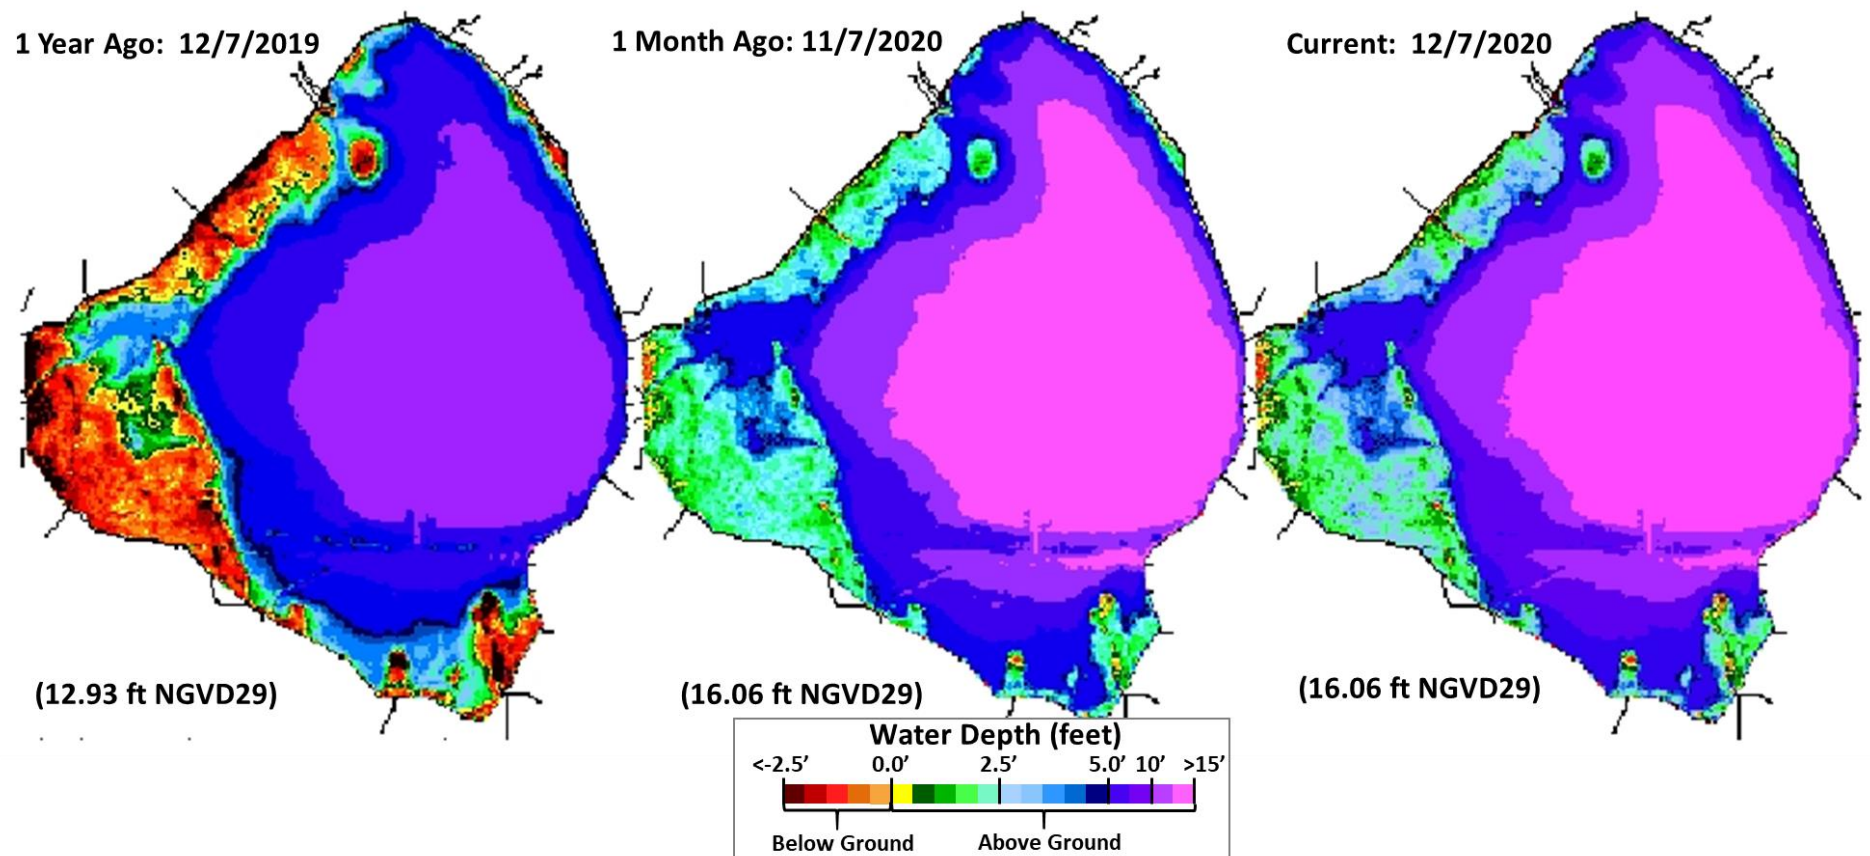 1 Year Ago: 12/7/2019
1 Month Ago: 11/7/2020
Current: 12/7/2020
(12.93 ft NGVD29)
(16.06 ft NGVD29)
(16.06 ft NGVD29)
Water Depth (feet)
<-2.5’ 0.0’ 2.5’ 5.0’ 10’ >15’
Below Ground Above Ground